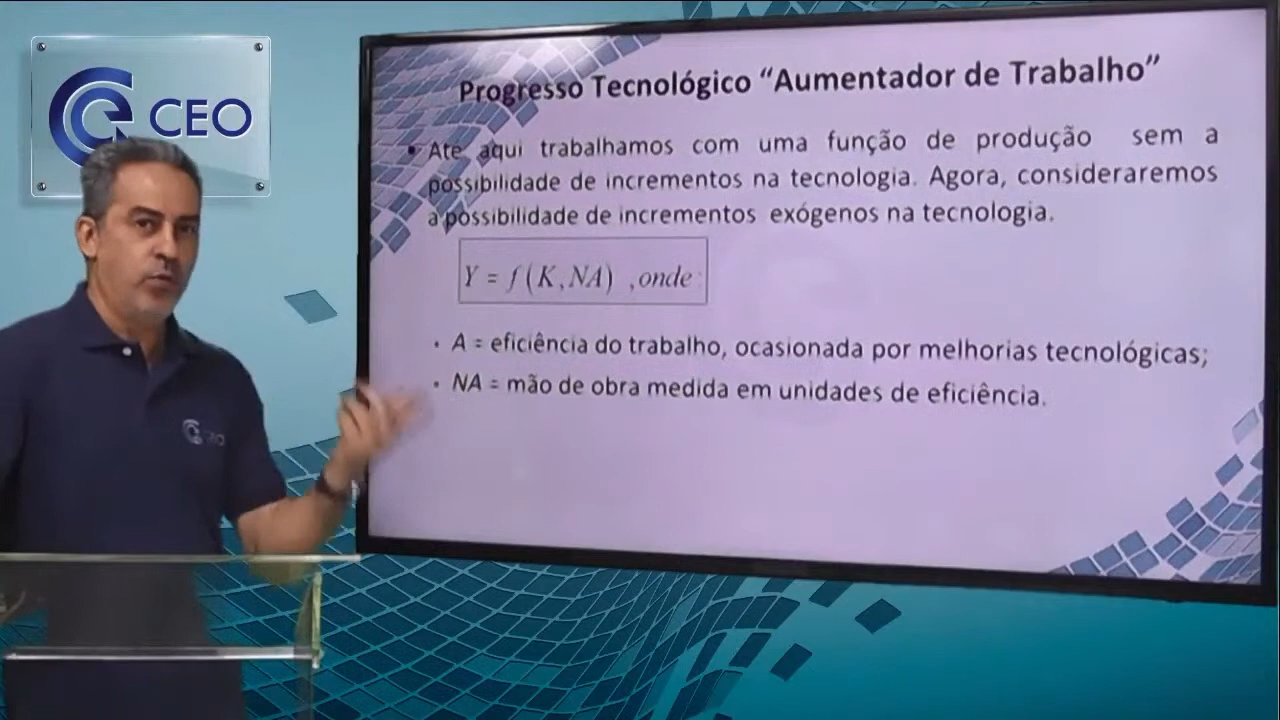 CEO
Progresso Tecnológico “Aumentador de Trabalho”
• Ate aqui trabalhamos com uma função de produção sem a
possibilidade de incrementos na tecnologia. Agora, consideraremos
a possibilidade de incrementos exógenos na tecnologia.
Y = f(K,NA) ,onde :
• A = eficiência do trabalho, ocasionada por melhorias tecnológicas;
• NA = mão de obra medida em unidades de eficiência.
CEO